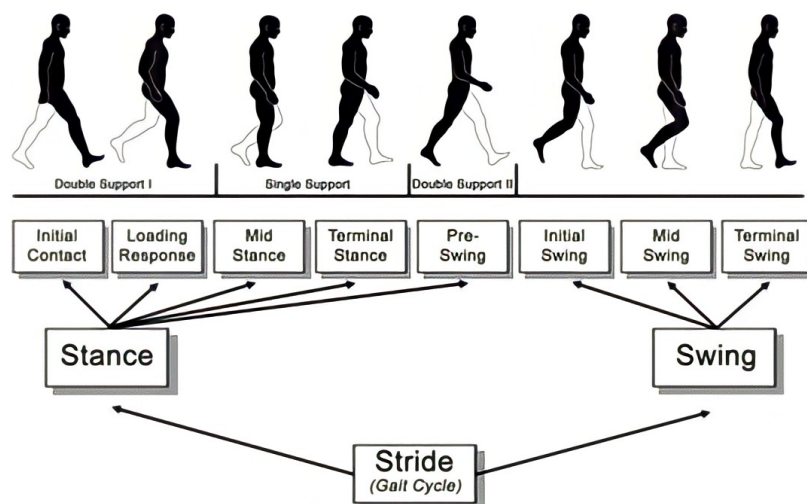 Double Support I
Single Support
Double Support II
Initial
Contact
Loading
Response
Mid
Stance
Terminal
Stance
Pre-
Swing
Initial
Swing
Mid
Swing
Terminal
Swing
Stance
Swing
Stride
(Gait Cycle)